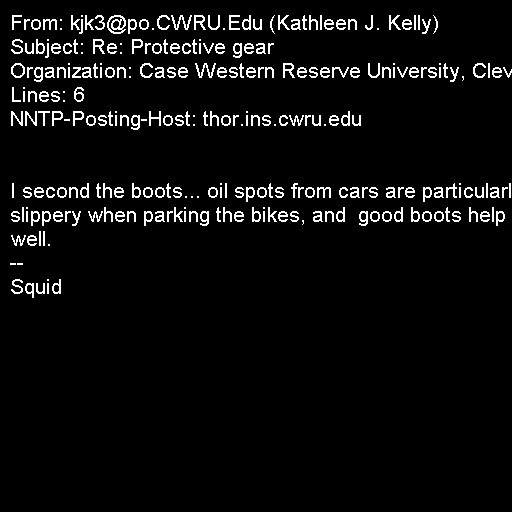 From: kjk3@po.CWRU.Edu (Kathleen J. Kelly)
Subject: Re: Protective gear
Organization: Case Western Reserve University, Clev
Lines: 6
NNTP-Posting-Host: thor.ins.cwru.edu
I second the boots... oil spots from cars are particularl
slippery when parking the bikes, and  good boots help
well.
--
Squid